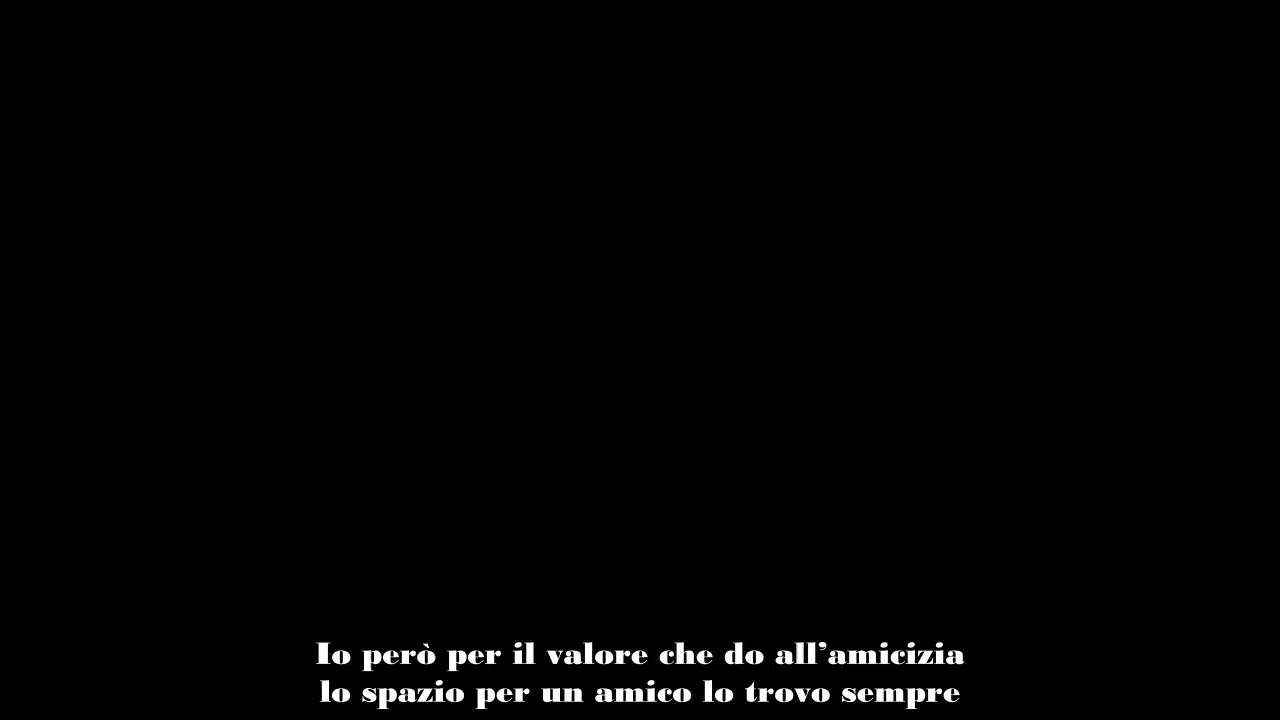 Io però per il valore che do all'amicizia
lo spazio per un amico lo trovo sempre